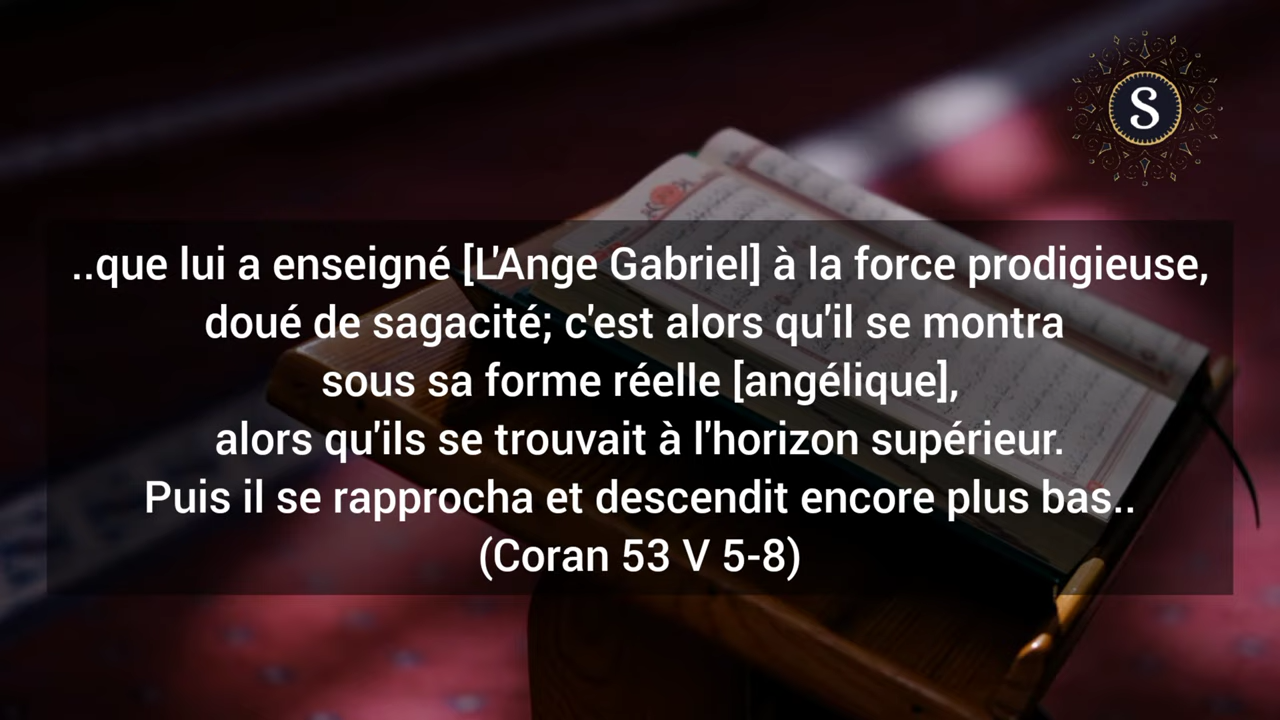 S
..que lui a enseigné [L'Ange Gabriel] à la force prodigieuse,
doué de sagacité; c'est alors qu'il se montra
sous sa forme réelle [angélique],
alors qu'ils se trouvait à l'horizon supérieur.
Puis il se rapprocha et descendit encore plus bas..
(Coran 53 V 5-8)